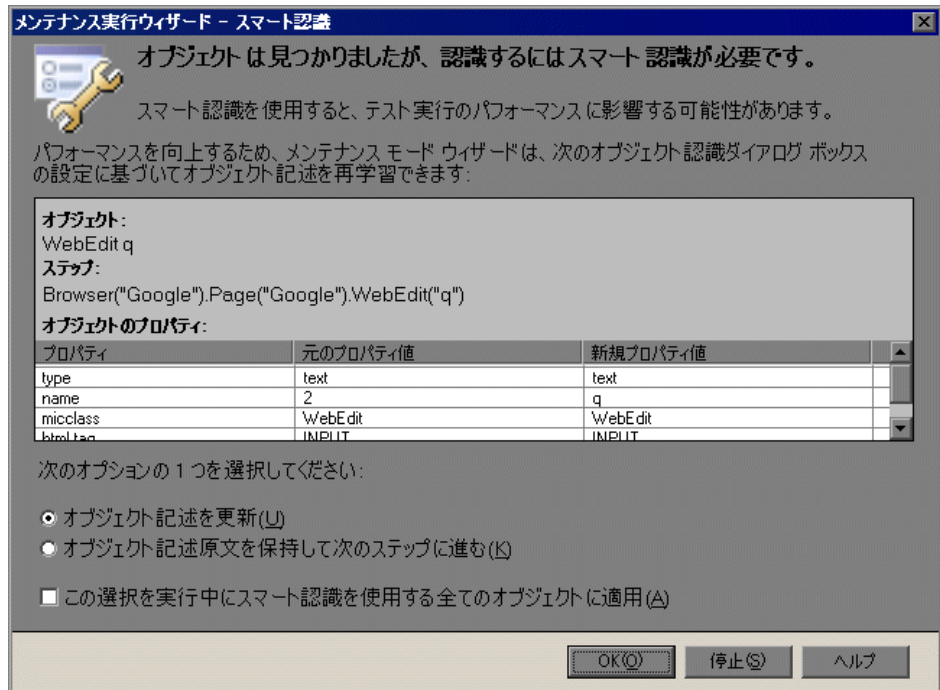 メンテナンス実行ウィザード - スマート認識
オブジェクト は見つかりましたが、認識するにはスマート 認識が必要です。
スマート認識を使用すると、テスト実行のパフォーマンスに影響する可能性があります。
パフォーマンスを向上するため、メンテナンス モード ウィザードは、次のオブジェクト認識ダイアログ ボックス
の設定に基づいてオブジェクト記述を再学習できます:
オブジェクト:
WebEdit q
ステップ:
Browser("Google").Page("Google").WebEdit("q")
オブジェクトのプロパティ:
プロパティ 元のプロパティ値 新規プロパティ値
type text text
name 2 q
micclass WebEdit WebEdit
html tag INPUT INPUT
次のオプションの 1 つを選択してください:
オブジェクト記述を更新(U)
オブジェクト記述原文を保持して次のステップに進む(K)
この選択を実行中にスマート認識を使用する全てのオブジェクトに適用(A)
OK(O) 停止(S) ヘルプ